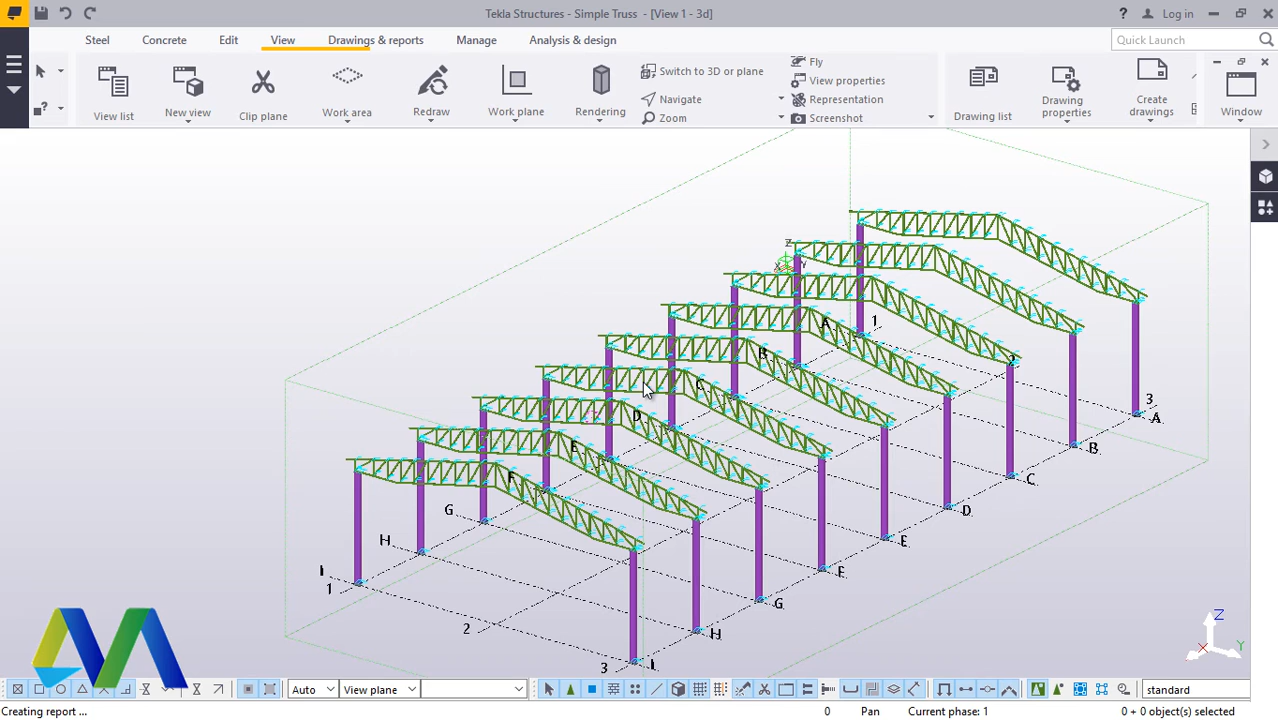 Tekla Structures - Simple Truss - [View 1 - 3d]
? Log in
Steel Concrete Edit View Drawings & reports Manage Analysis & design
Quick Launch
View list
New view
Clip plane
Work area
Redraw
Work plane
Rendering
Switch to 3D or plane
Navigate
Zoom
Fly
View properties
Representation
Screenshot
Drawing list
Drawing properties
Create drawings
Window
Z
X Y
A 1
B 2
C
D
E
F
G
H
I
1
2
3
3
A
B
C
D
E
F
G
H
I
Z
X Y
Auto
View plane
standard
Creating report ...
0
Pan
Current phase: 1
0 + 0 object(s) selected